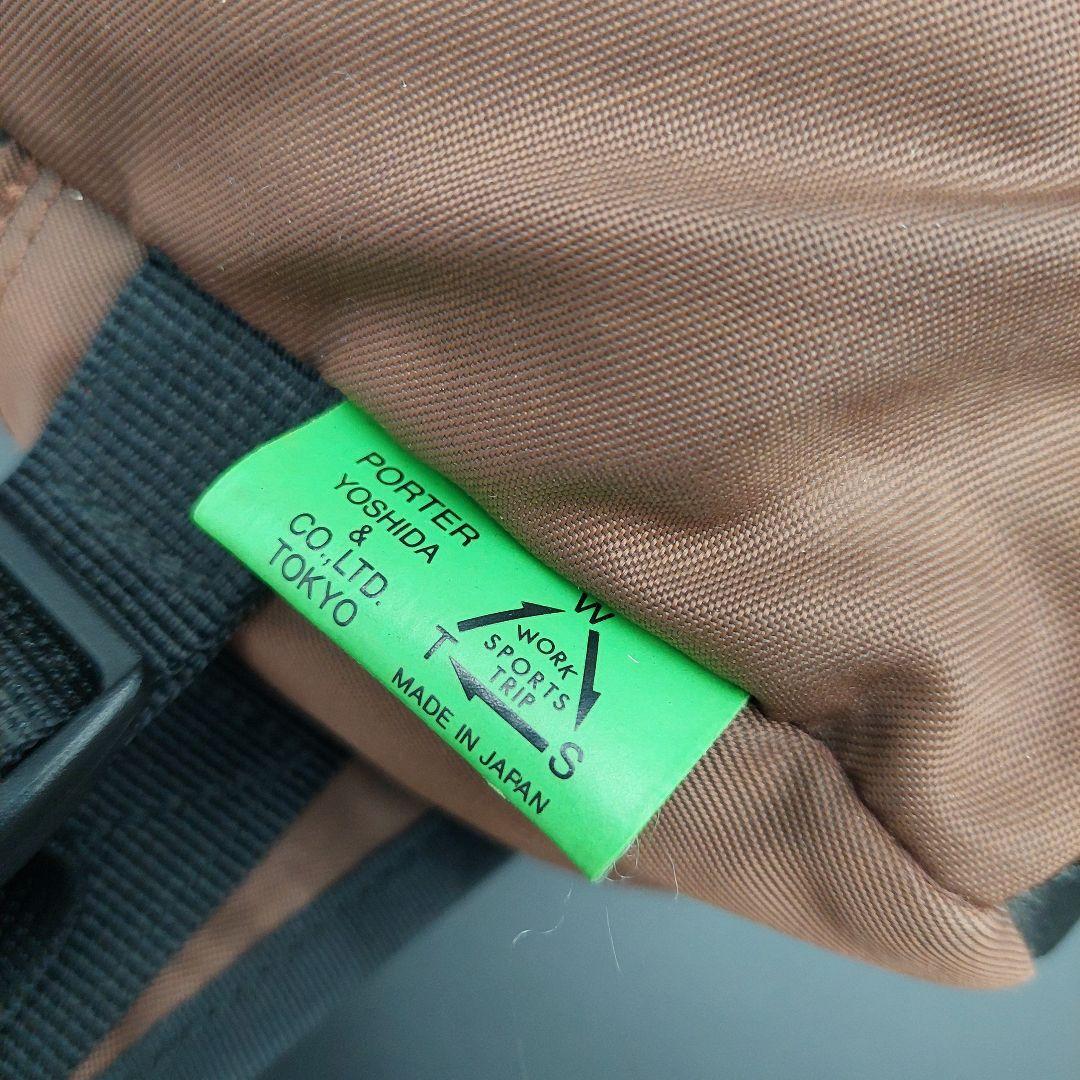 PORTER
YOSHIDA
&
CO., LTD.
TOKYO
W
T
WORK
SPORTS
TRIP
S
MADE IN JAPAN